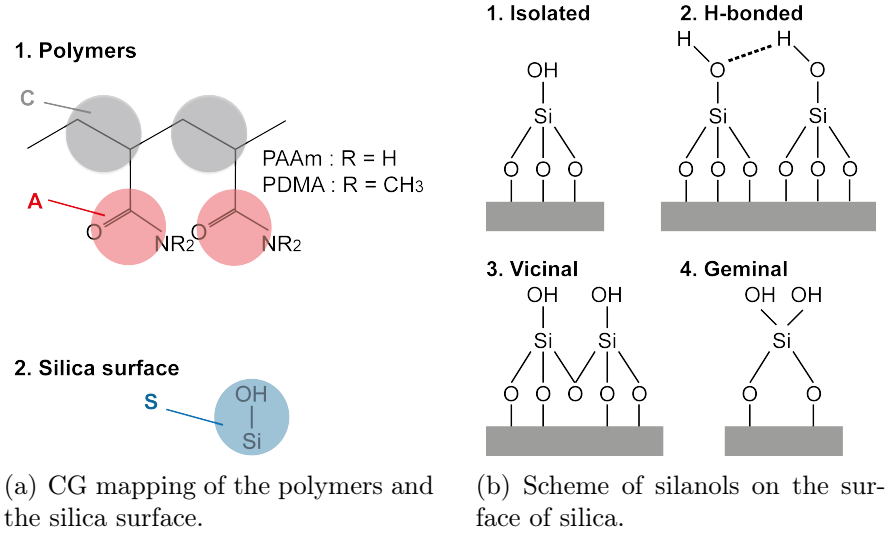 1. Polymers
C
PAAm : R = H
PDMA : R = CH3
A
O
NR2
O
NR2
2. Silica surface
S
OH
Si
(a) CG mapping of the polymers and
the silica surface.
1. Isolated
OH
Si
O O O
2. H-bonded
H H
O O
Si Si
O O O O O O
3. Vicinal
OH OH
Si Si
O O O O O
4. Geminal
OH OH
Si
O O
(b) Scheme of silanols on the sur-
face of silica.